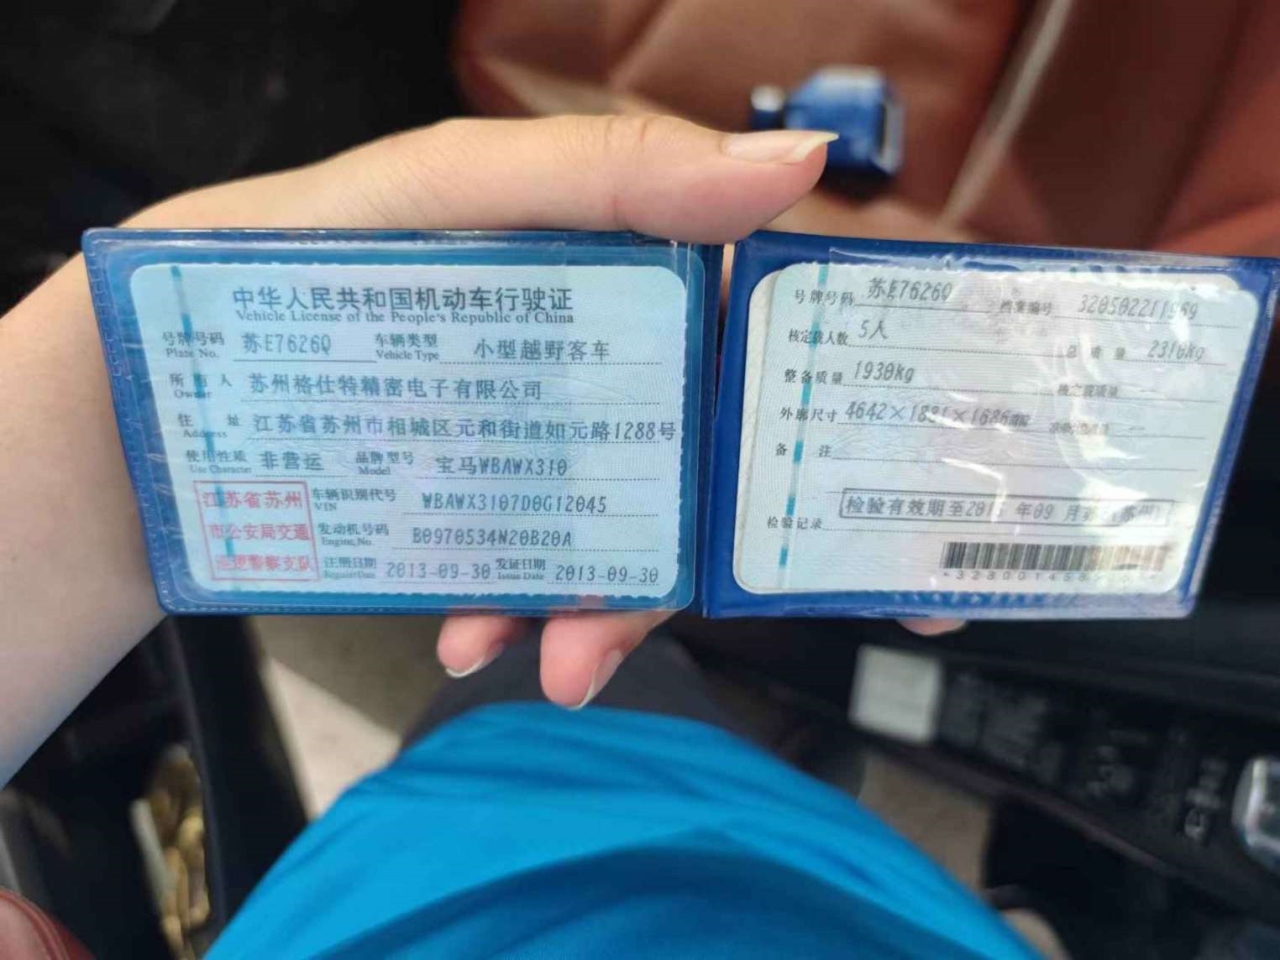 中华人民共和国机动车行驶证
Vehicle License of the People's Republic of China
号牌号码 苏E7626Q 车辆类型 小型越野客车
Plate No. Vehicle Type
所有人 苏州格仕特精密电子有限公司
Owner
住址 江苏省苏州市相城区元和街道如元路1288号
Address
使用性质 非营运 品牌型号 宝马WBAWX310
Use Character Model
江苏省苏州
市公安局交通
巡逻警察支队
车辆识别代号 WBAWX3107D0G12045
VIN
发动机号码 B0970534N20B20A
Engine No.
注册日期 2013-09-30 发证日期 2013-09-30
Register Date Issue Date
号牌号码 苏E7626Q 档案编号
核定载人数 5人 总质量 2310kg
整备质量 1930kg
外廓尺寸 4642×1881×1686mm
备注
检验有效期至 年09月
检验记录